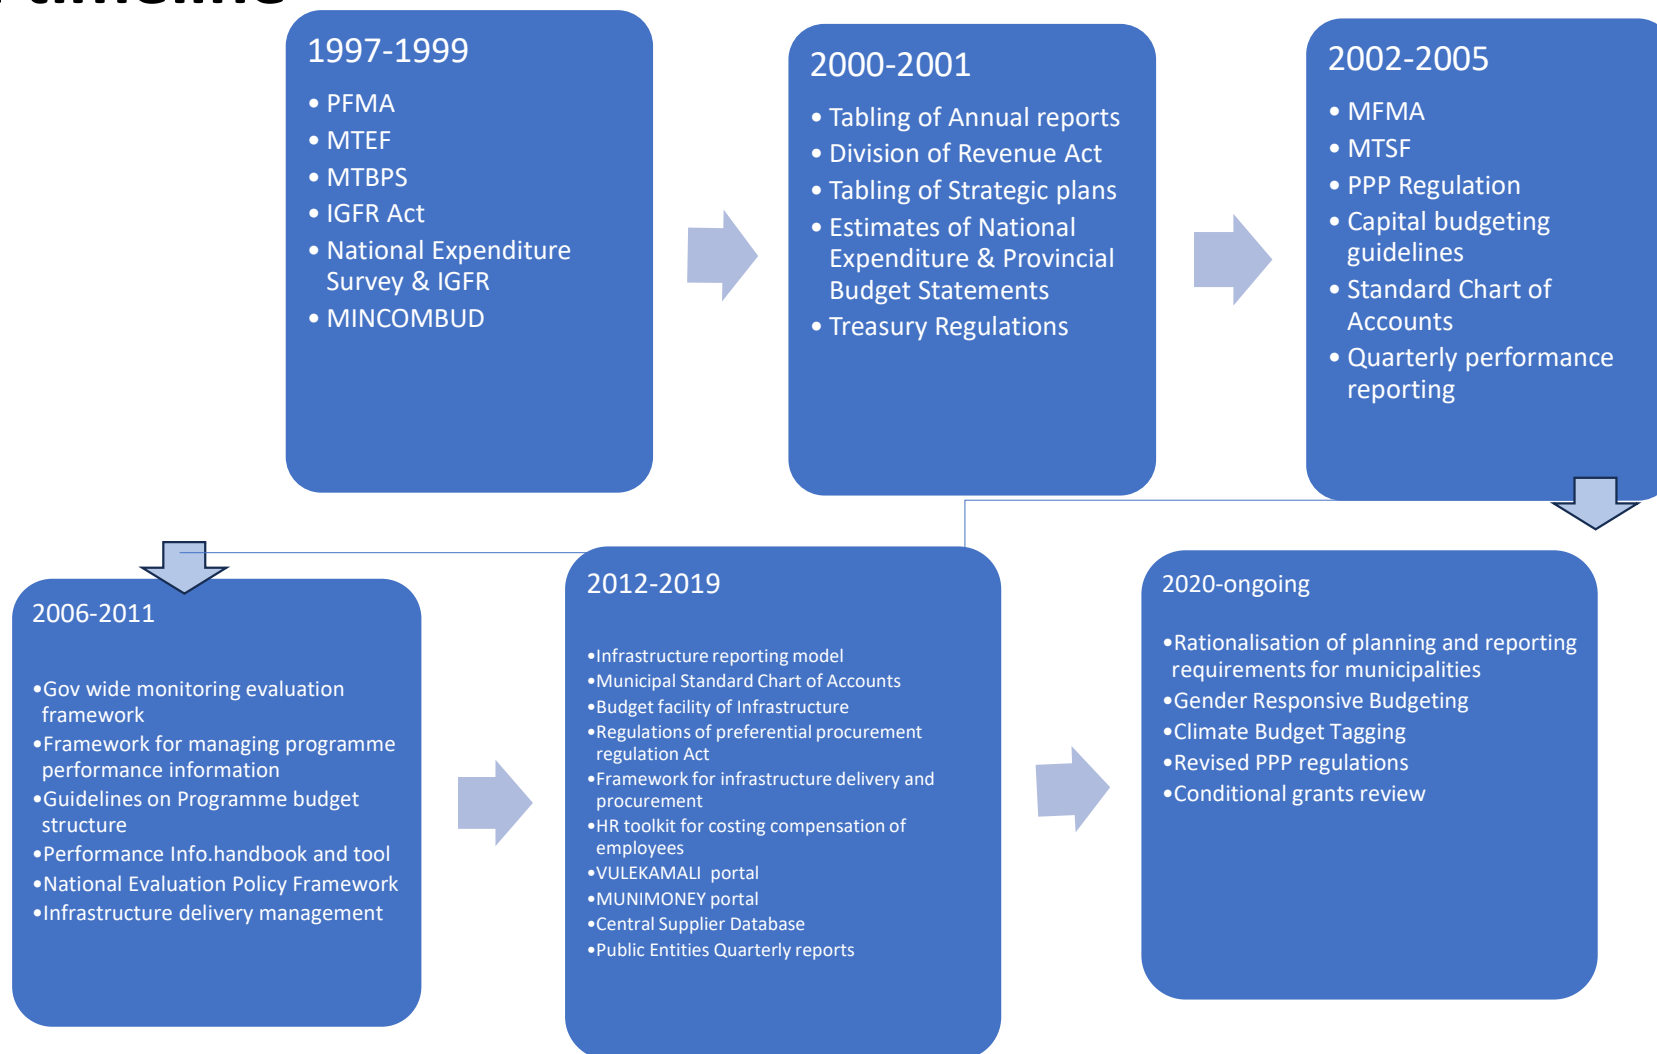 timeline
1997-1999
• PFMA
• MTEF
• MTBPS
• IGFR Act
• National Expenditure
Survey & IGFR
• MINCOMBUD
2000-2001
• Tabling of Annual reports
• Division of Revenue Act
• Tabling of Strategic plans
• Estimates of National
Expenditure & Provincial
Budget Statements
• Treasury Regulations
2002-2005
• MFMA
• MTSF
• PPP Regulation
• Capital budgeting
guidelines
• Standard Chart of
Accounts
• Quarterly performance
reporting
2006-2011
•Gov wide monitoring evaluation
framework
•Framework for managing programme
performance information
•Guidelines on Programme budget
structure
•Performance Info.handbook and tool
•National Evaluation Policy Framework
•Infrastructure delivery management
2012-2019
•Infrastructure reporting model
•Municipal Standard Chart of Accounts
•Budget facility of Infrastructure
•Regulations of preferential procurement
regulation Act
•Framework for infrastructure delivery and
procurement
•HR toolkit for costing compensation of
employees
•VULEKAMALI portal
•MUNIMONEY portal
•Central Supplier Database
•Public Entities Quarterly reports
2020-ongoing
•Rationalisation of planning and reporting
requirements for municipalities
•Gender Responsive Budgeting
•Climate Budget Tagging
•Revised PPP regulations
•Conditional grants review